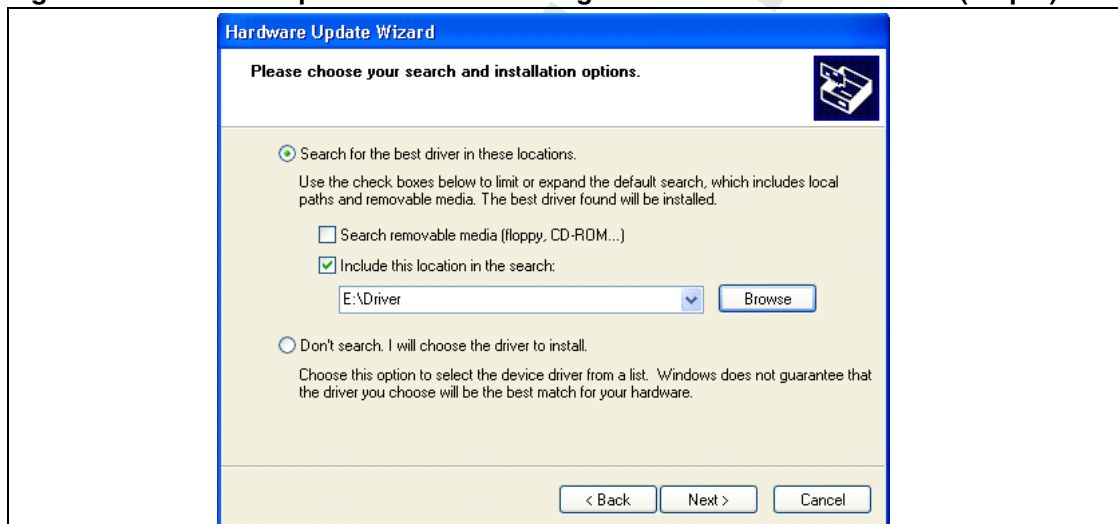 Hardware Update Wizard
Please choose your search and installation options.
Search for the best driver in these locations.
Use the check boxes below to limit or expand the default search, which includes local
paths and removable media. The best driver found will be installed.
Search removable media (floppy, CD-ROM...)
Include this location in the search:
E:\Driver
Browse
Don't search. I will choose the driver to install.
Choose this option to select the device driver from a list. Windows does not guarantee that
the driver you choose will be the best match for your hardware.
< Back Next > Cancel